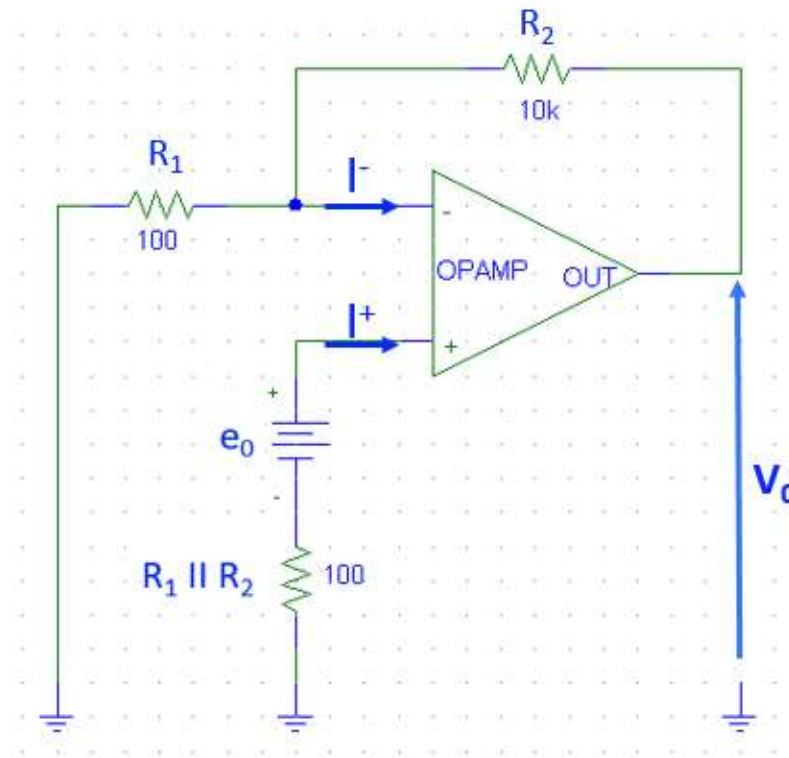 R₂
10k
R₁
100
I⁻
-
OPAMP OUT
I⁺
+
+
e₀
-
R₁ II R₂ 100